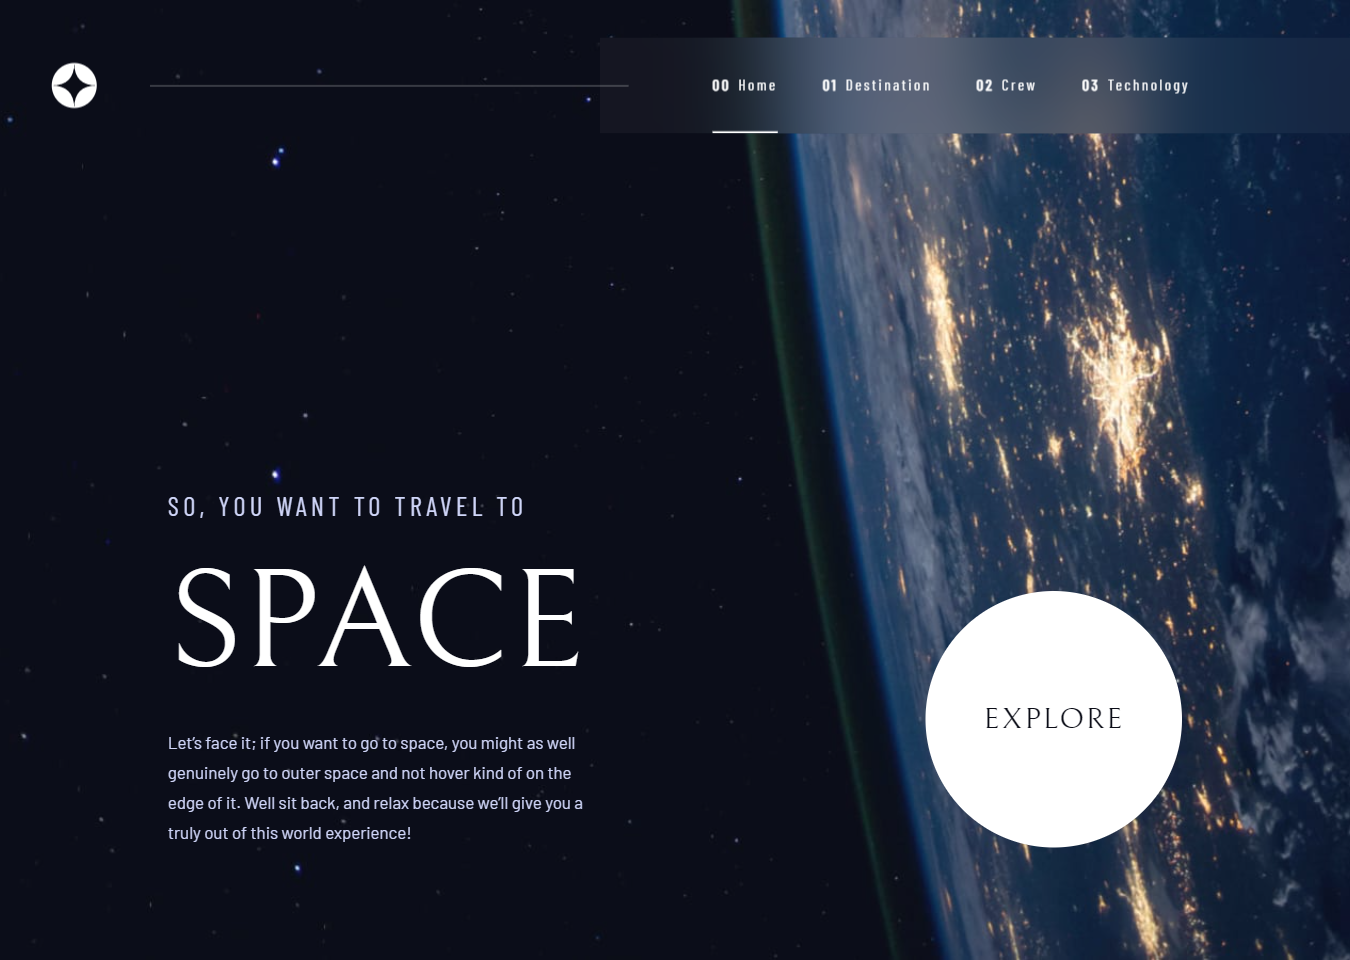 00 Home 01 Destination 02 Crew 03 Technology
SO, YOU WANT TO TRAVEL TO
SPACE
Let’s face it; if you want to go to space, you might as well
genuinely go to outer space and not hover kind of on the
edge of it. Well sit back, and relax because we’ll give you a
truly out of this world experience!
EXPLORE